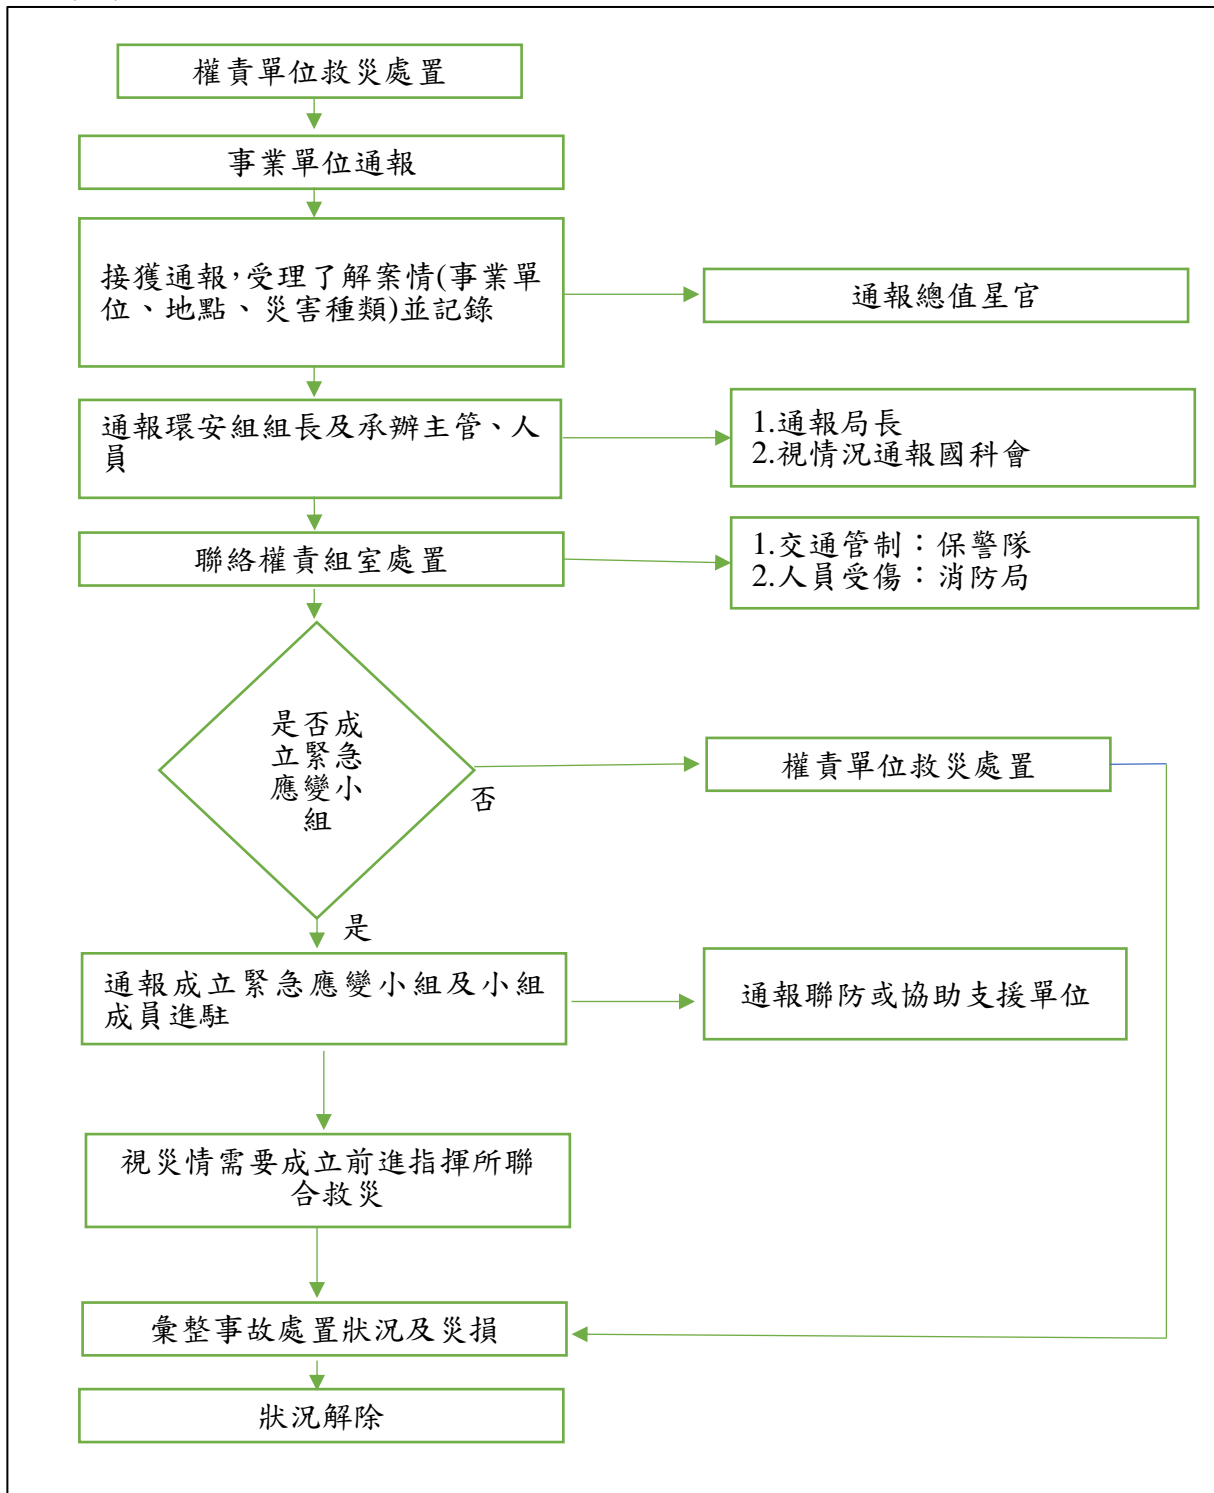 權責單位救災處置
事業單位通報
接獲通報，受理了解案情(事業單
位、地點、災害種類)並記錄
通報總值星官
通報環安組組長及承辦主管、人
員
1.通報局長
2.視情況通報國科會
聯絡權責組室處置
1.交通管制：保警隊
2.人員受傷：消防局
是否成
立緊急
應變小
組
否
權責單位救災處置
是
通報成立緊急應變小組及小組
成員進駐
通報聯防或協助支援單位
視災情需要成立前進指揮所聯
合救災
彙整事故處置狀況及災損
狀況解除